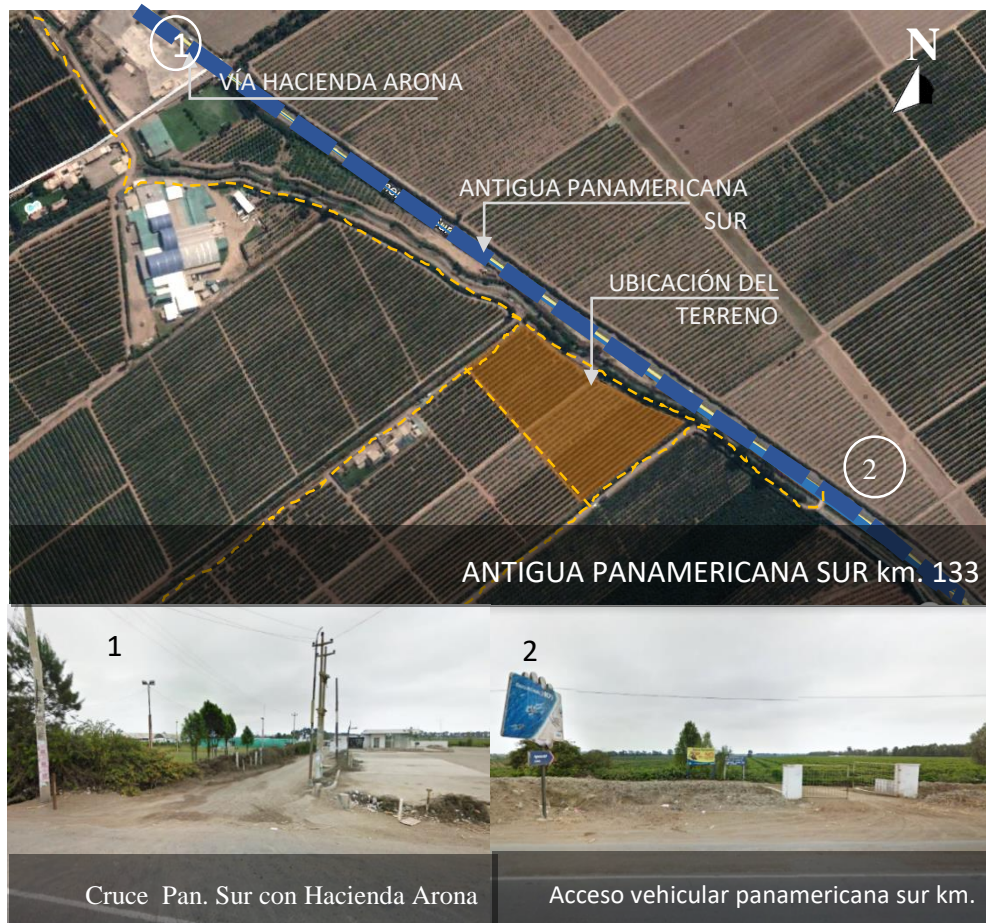 1
N
VÍA HACIENDA ARONA
ANTIGUA PANAMERICANA
SUR
UBICACIÓN DEL
TERRENO
2
ANTIGUA PANAMERICANA SUR km. 133
1
2
Cruce Pan. Sur con Hacienda Arona
Acceso vehicular panamericana sur km.